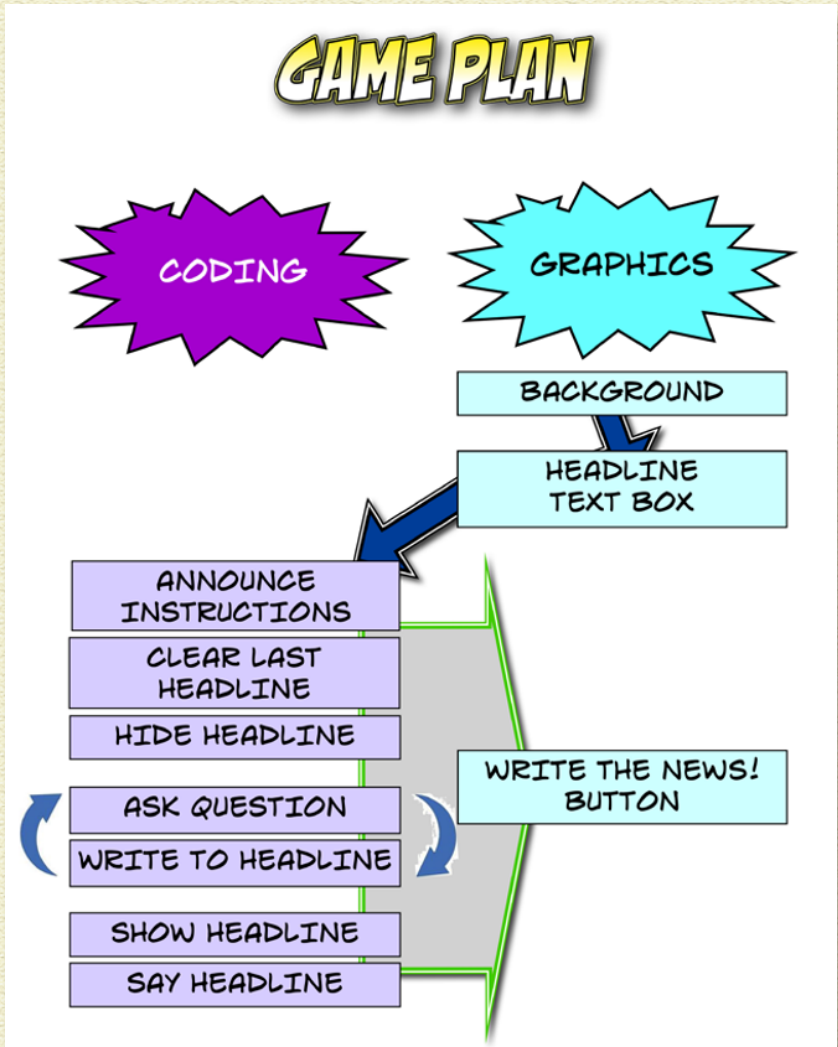 GAME PLAN
CODING
GRAPHICS
BACKGROUND
HEADLINE
TEXT BOX
ANNOUNCE
INSTRUCTIONS
CLEAR LAST
HEADLINE
HIDE HEADLINE
ASK QUESTION
WRITE TO HEADLINE
SHOW HEADLINE
SAY HEADLINE
WRITE THE NEWS!
BUTTON